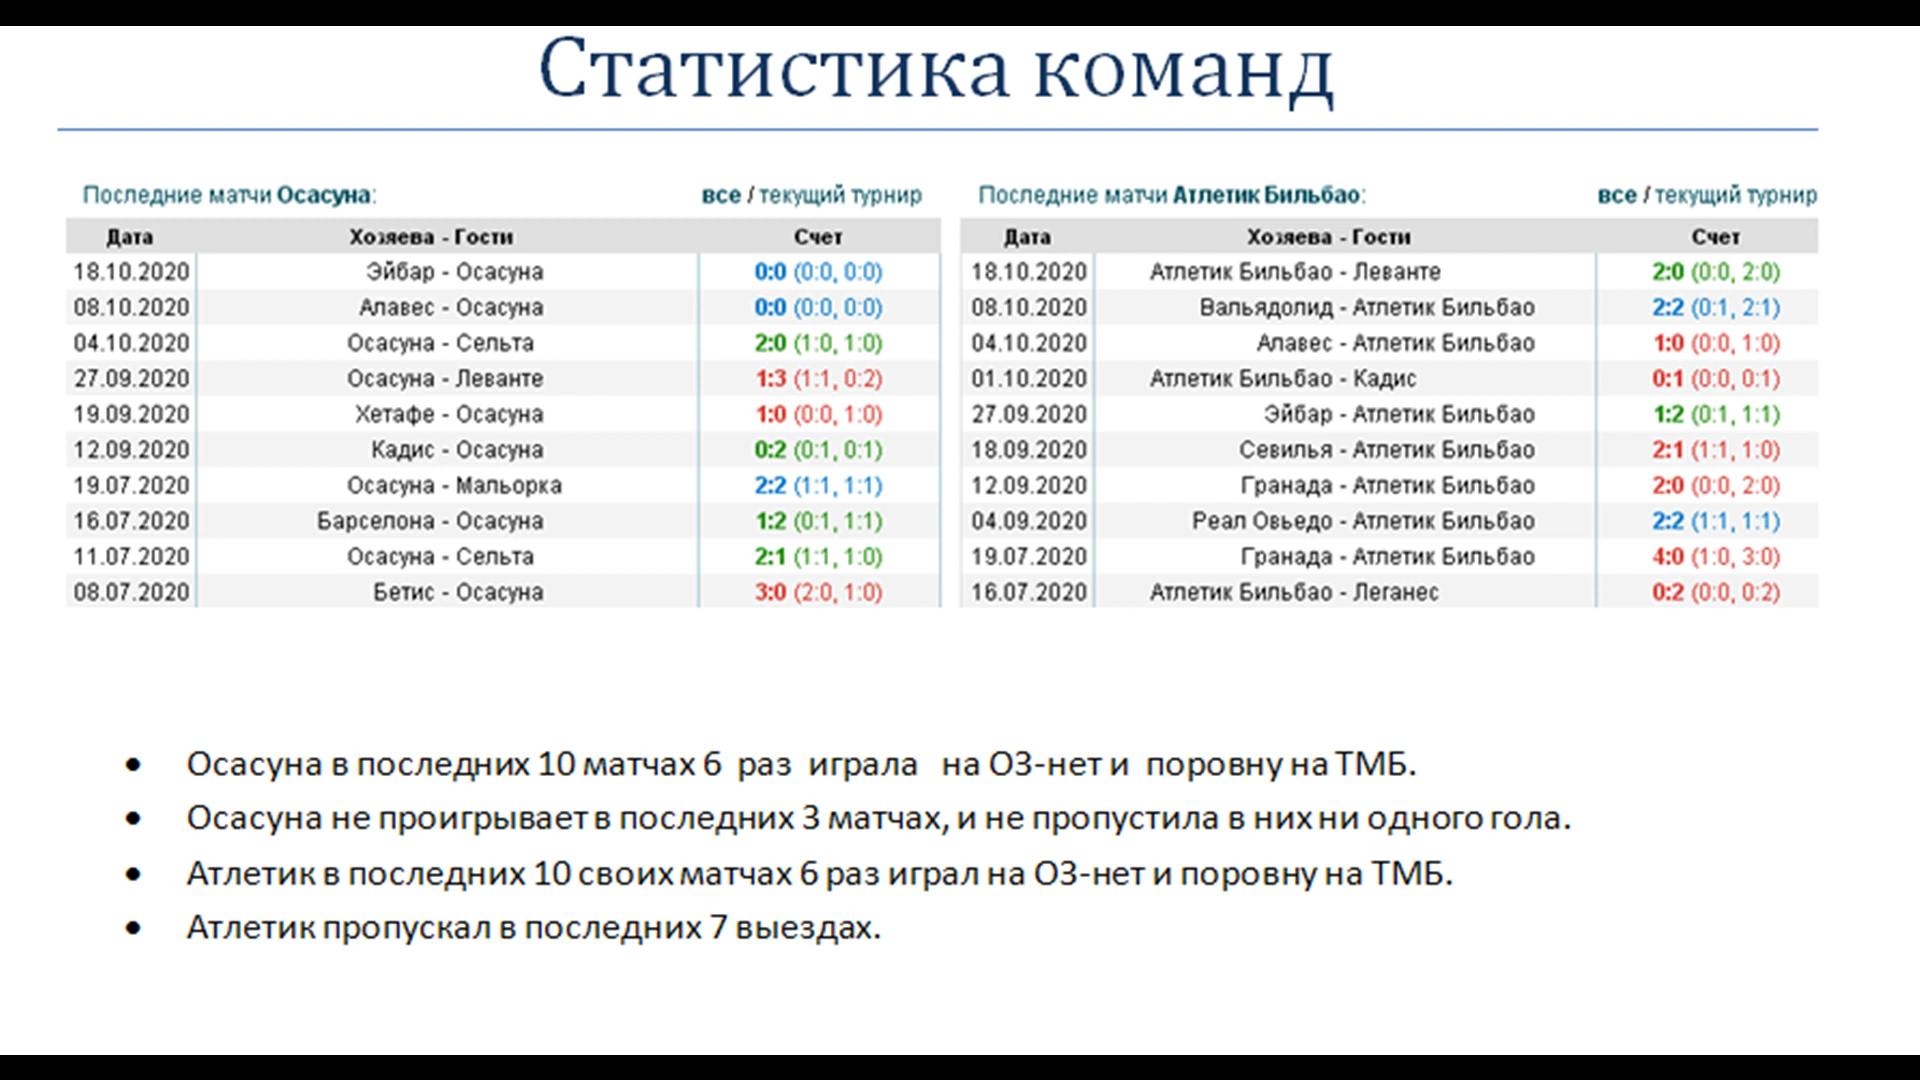 Статистика команд
Последние матчи Осасуна: все / текущий турнир
Дата Хозяева - Гости Счет
18.10.2020 Эйбар - Осасуна 0:0 (0:0, 0:0)
08.10.2020 Алавес - Осасуна 0:0 (0:0, 0:0)
04.10.2020 Осасуна - Сельта 2:0 (1:0, 1:0)
27.09.2020 Осасуна - Леванте 1:3 (1:1, 0:2)
19.09.2020 Хетафе - Осасуна 1:0 (0:0, 1:0)
12.09.2020 Кадис - Осасуна 0:2 (0:1, 0:1)
19.07.2020 Осасуна - Мальорка 2:2 (1:1, 1:1)
16.07.2020 Барселона - Осасуна 1:2 (0:1, 1:1)
11.07.2020 Осасуна - Сельта 2:1 (1:1, 1:0)
08.07.2020 Бетис - Осасуна 3:0 (2:0, 1:0)
Последние матчи Атлетик Бильбао: все / текущий турнир
Дата Хозяева - Гости Счет
18.10.2020 Атлетик Бильбао - Леванте 2:0 (0:0, 2:0)
08.10.2020 Вальядолид - Атлетик Бильбао 2:2 (0:1, 2:1)
04.10.2020 Алавес - Атлетик Бильбао 1:0 (0:0, 1:0)
01.10.2020 Атлетик Бильбао - Кадис 0:1 (0:0, 0:1)
27.09.2020 Эйбар - Атлетик Бильбао 1:2 (0:1, 1:1)
18.09.2020 Севилья - Атлетик Бильбао 2:1 (1:1, 1:0)
12.09.2020 Гранада - Атлетик Бильбао 2:0 (0:0, 2:0)
04.09.2020 Реал Овьедо - Атлетик Бильбао 2:2 (1:1, 1:1)
19.07.2020 Гранада - Атлетик Бильбао 4:0 (1:0, 3:0)
16.07.2020 Атлетик Бильбао - Леганес 0:2 (0:0, 0:2)
• Осасуна в последних 10 матчах 6 раз играла на ОЗ-нет и поровну на ТМБ.
• Осасуна не проигрывает в последних 3 матчах, и не пропустила в них ни одного гола.
• Атлетик в последних 10 своих матчах 6 раз играл на ОЗ-нет и поровну на ТМБ.
• Атлетик пропускал в последних 7 выездах.